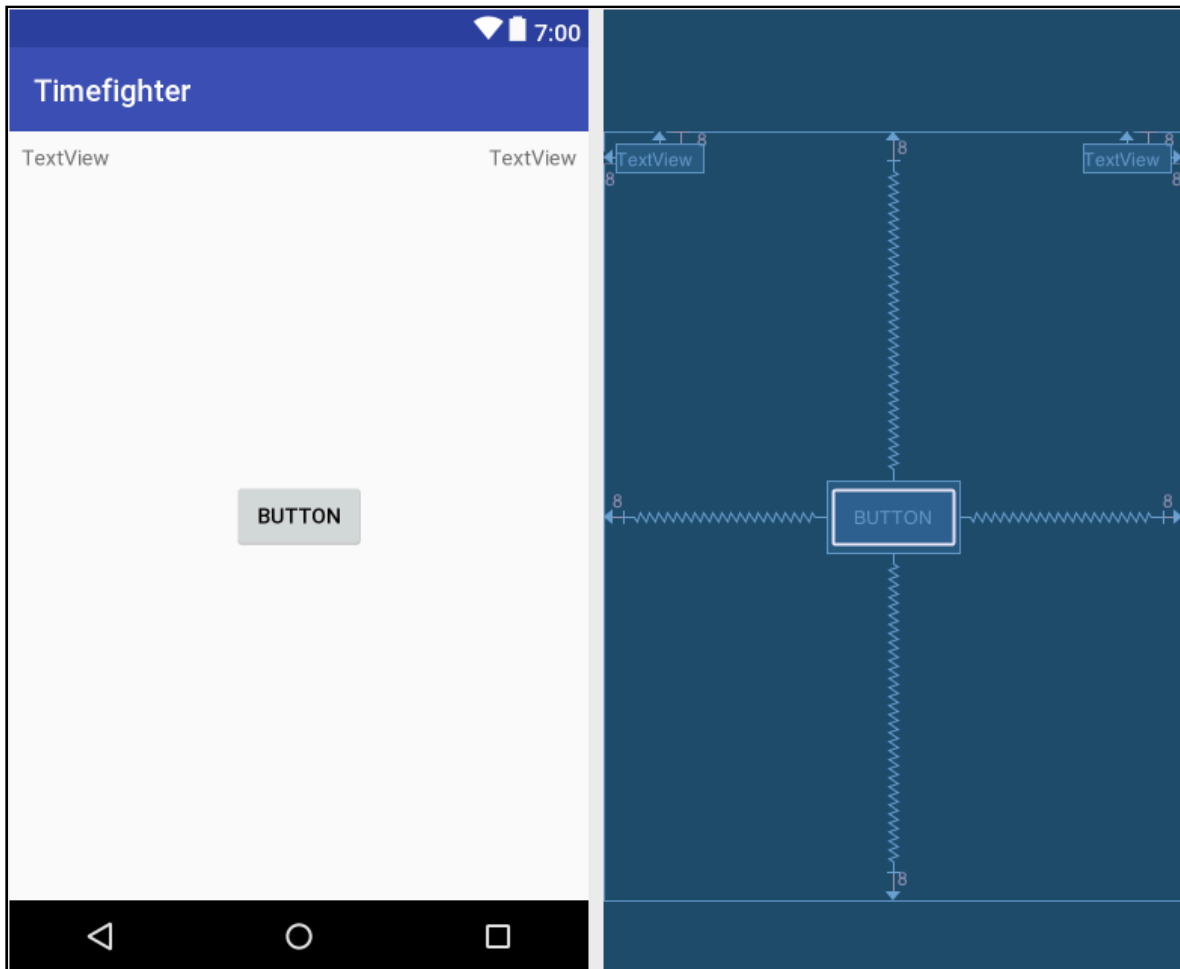 7:00
Timefighter
TextView TextView
BUTTON
8 8 8
TextView TextView
8 8
8 8
BUTTON
8